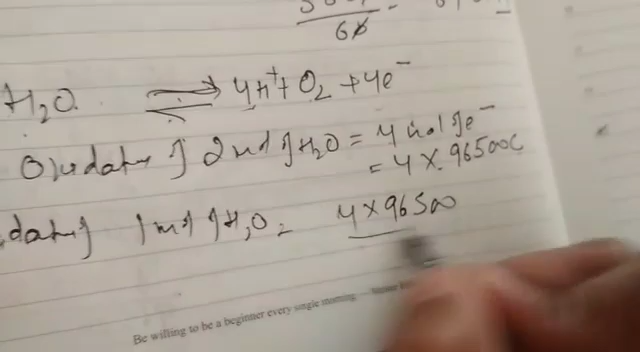 60
H₂O ⇌ 4H⁺ + O₂ + 4e⁻
Oxidation of 2 mol of H₂O = 4 mol of e⁻
= 4 × 96500C
dation of 1 mol of H₂O = 4 × 96500
Be willing to be a beginner every single morning